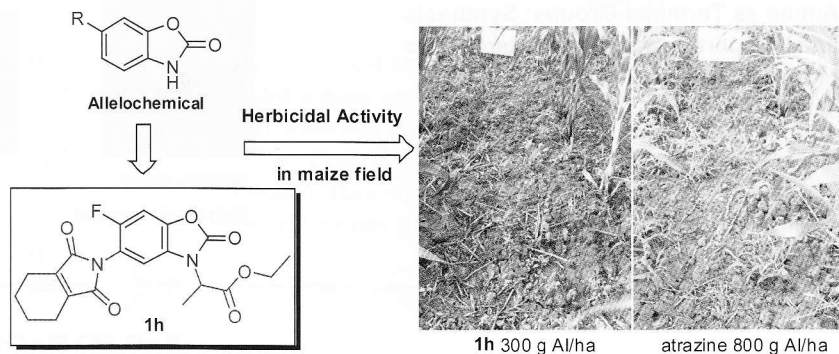 R
O
O
N
H
Allelochemical
Herbicidal Activity
in maize field
F
O
O
O
N
N
O
O
O
1h
1h 300 g AI/ha
atrazine 800 g AI/ha